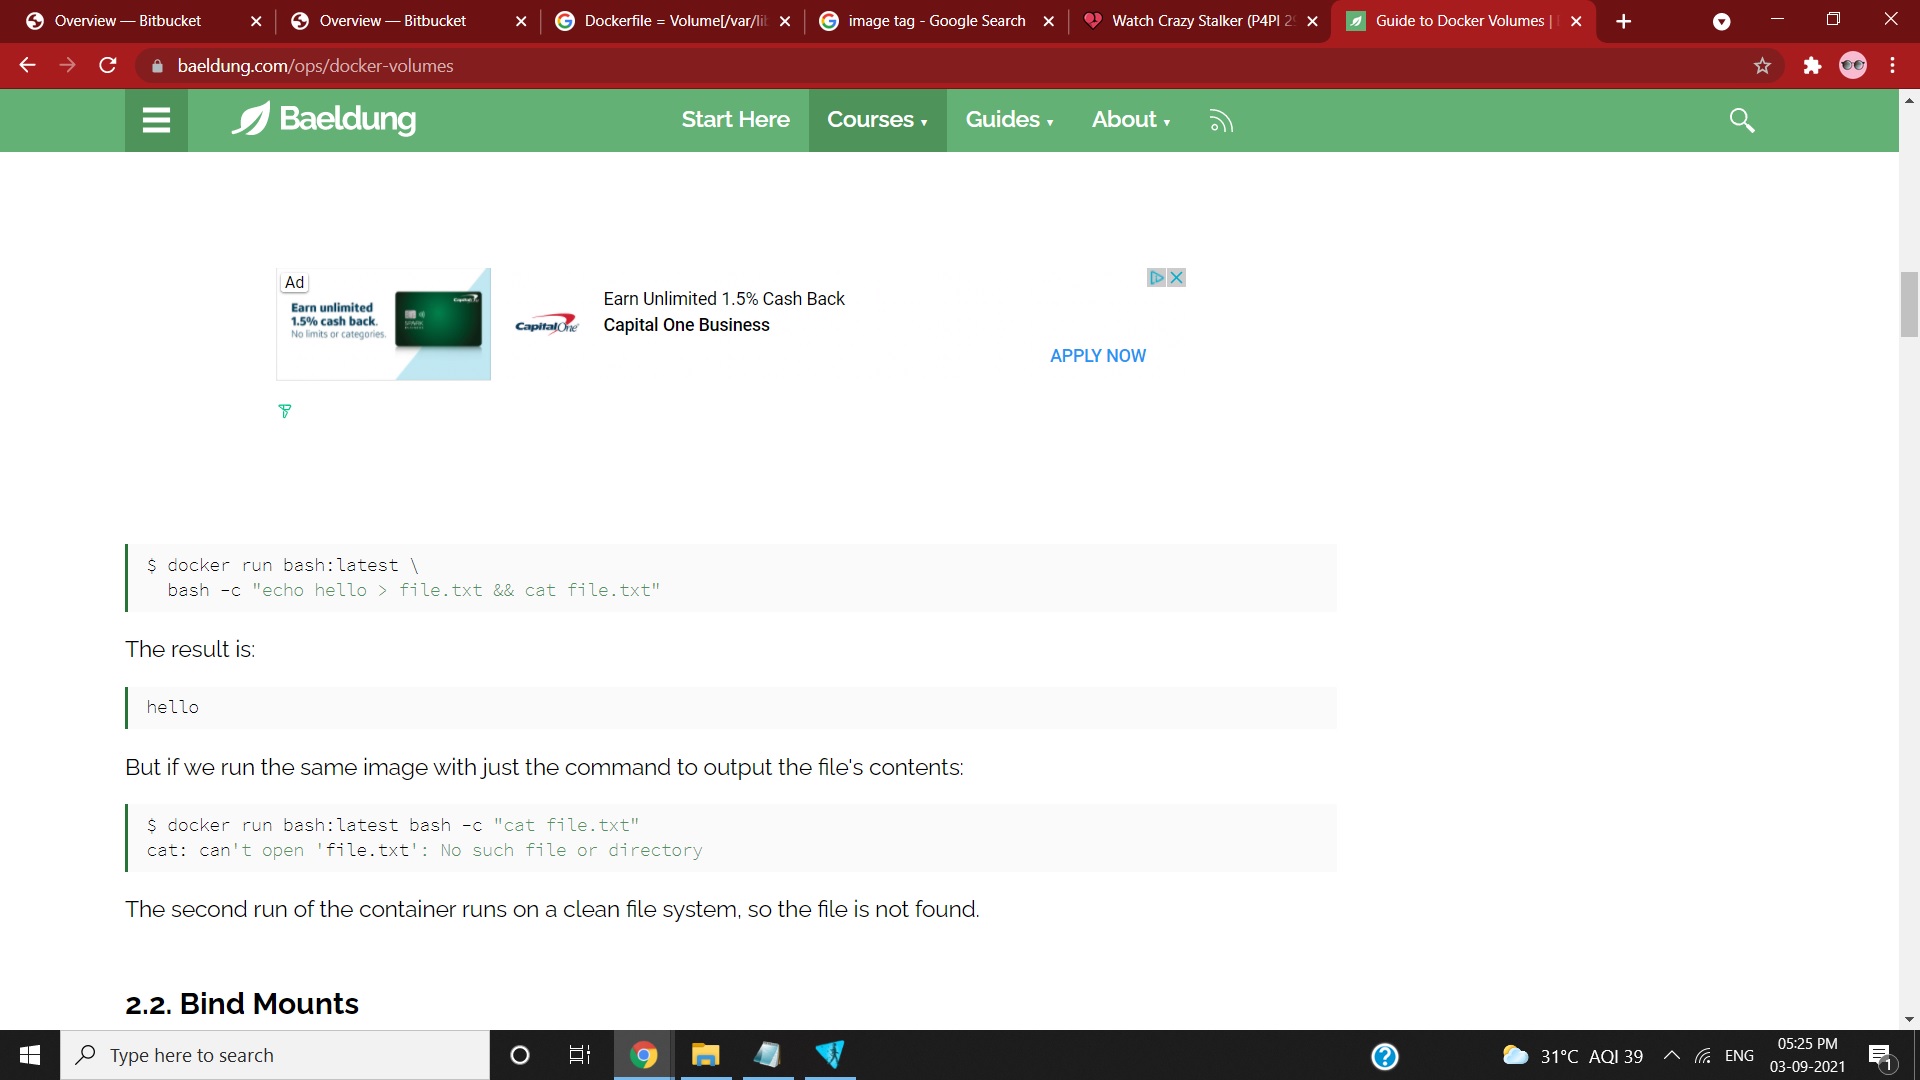 Overview — Bitbucket
Overview — Bitbucket
Dockerfile = Volume[/var/li
image tag - Google Search
Watch Crazy Stalker (P4PI 2
Guide to Docker Volumes |
baeldung.com/ops/docker-volumes
Baeldung
Start Here
Courses
Guides
About
Ad
Earn unlimited
1.5% cash back.
No limits or categories.
Capital One
Earn Unlimited 1.5% Cash Back
Capital One Business
APPLY NOW
$ docker run bash:latest \
bash -c "echo hello > file.txt && cat file.txt"
The result is:
hello
But if we run the same image with just the command to output the file's contents:
$ docker run bash:latest bash -c "cat file.txt"
cat: can't open 'file.txt': No such file or directory
The second run of the container runs on a clean file system, so the file is not found.
2.2. Bind Mounts
Type here to search
31°C AQI 39
ENG
05:25 PM
03-09-2021
1